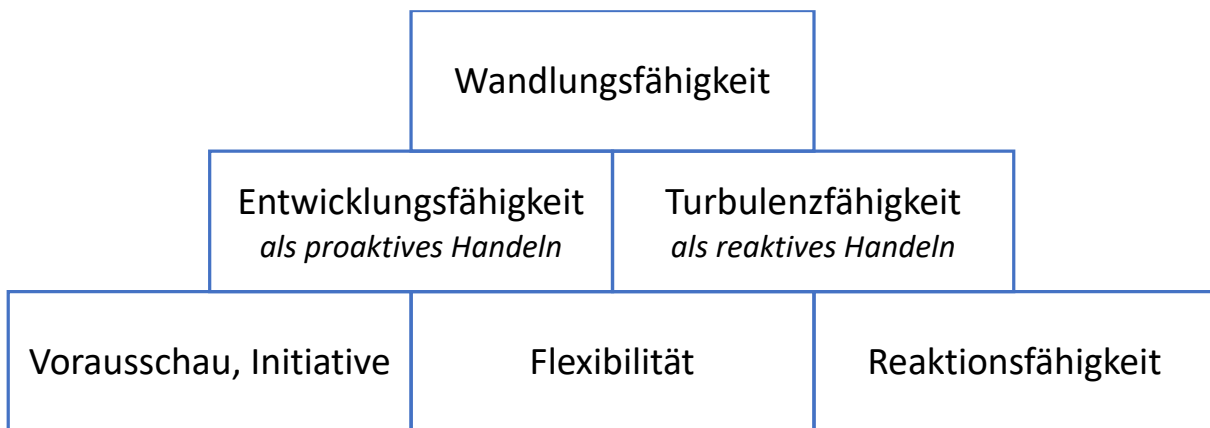 Wandlungsfähigkeit
Entwicklungsfähigkeit
als proaktives Handeln
Turbulenzfähigkeit
als reaktives Handeln
Vorausschau, Initiative
Flexibilität
Reaktionsfähigkeit